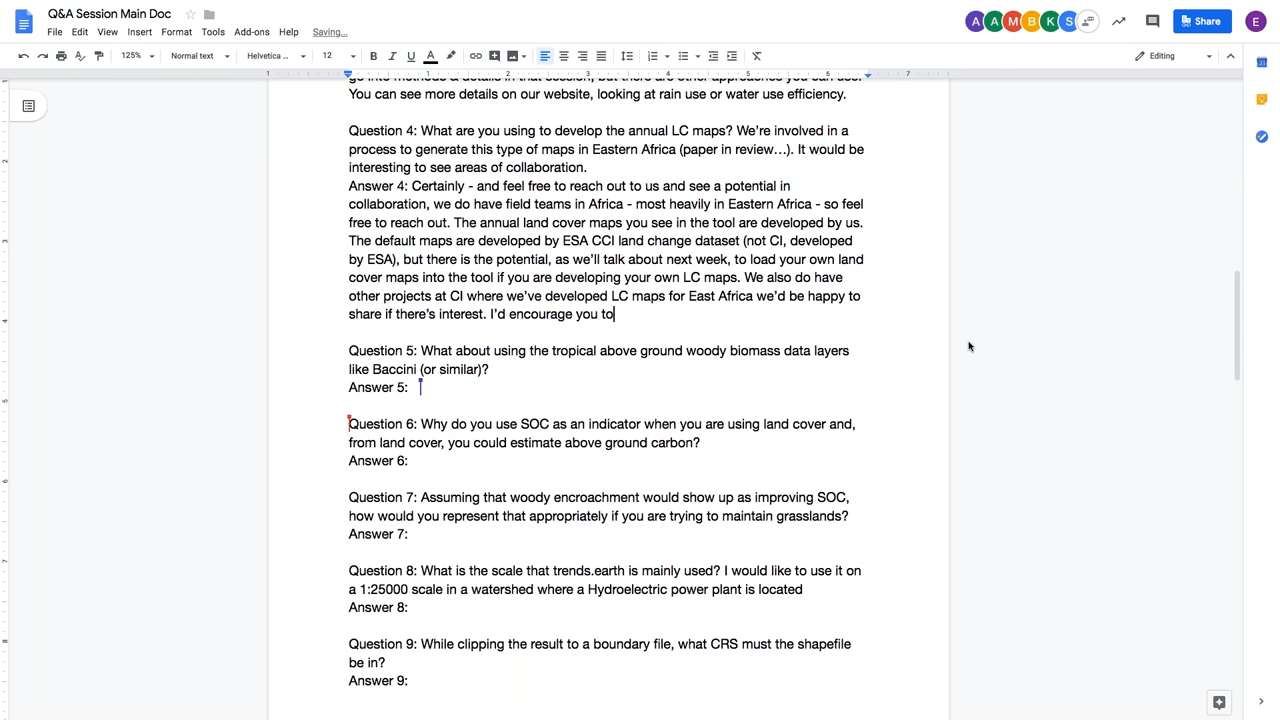 Q&A Session Main Doc
A A M B K S
Share
E
File Edit View Insert Format Tools Add-ons Help Saving...
125% Normal text Helvetica ... 12 B I U A Editing
1 1 2 3 4 5 6 7
You can see more details on our website, looking at rain use or water use efficiency.
Question 4: What are you using to develop the annual LC maps? We're involved in a
process to generate this type of maps in Eastern Africa (paper in review…). It would be
interesting to see areas of collaboration.
Answer 4: Certainly - and feel free to reach out to us and see a potential in
collaboration, we do have field teams in Africa - most heavily in Eastern Africa - so feel
free to reach out. The annual land cover maps you see in the tool are developed by us.
The default maps are developed by ESA CCI land change dataset (not CI, developed
by ESA), but there is the potential, as we'll talk about next week, to load your own land
cover maps into the tool if you are developing your own LC maps. We also do have
other projects at CI where we've developed LC maps for East Africa we'd be happy to
share if there's interest. I'd encourage you to
Question 5: What about using the tropical above ground woody biomass data layers
like Baccini (or similar)?
Answer 5:
Question 6: Why do you use SOC as an indicator when you are using land cover and,
from land cover, you could estimate above ground carbon?
Answer 6:
Question 7: Assuming that woody encroachment would show up as improving SOC,
how would you represent that appropriately if you are trying to maintain grasslands?
Answer 7:
Question 8: What is the scale that trends.earth is mainly used? I would like to use it on
a 1:25000 scale in a watershed where a Hydroelectric power plant is located
Answer 8:
Question 9: While clipping the result to a boundary file, what CRS must the shapefile
be in?
Answer 9: